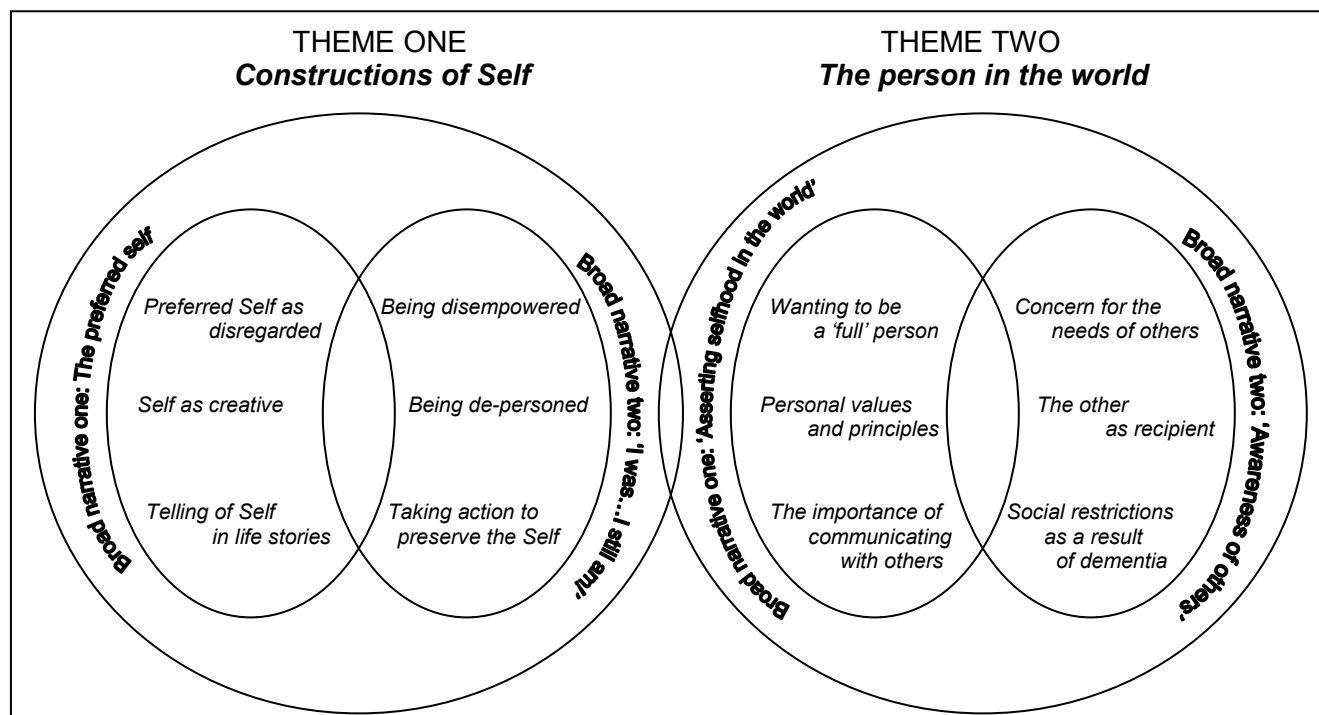 THEME ONE
Constructions of Self
THEME TWO
The person in the world
Broad narrative one: The preferred self
Preferred Self as
disregarded
Self as creative
Telling of Self
in life stories
Being disempowered
Being de-personed
Taking action to
preserve the Self
Broad narrative two: ‘I was…I still am!’
Broad narrative one: ‘Asserting selfhood in the world’
Wanting to be
a ‘full’ person
Personal values
and principles
The importance of
communicating
with others
Concern for the
needs of others
The other
as recipient
Social restrictions
as a result
of dementia
Broad narrative two: ‘Awareness of others’